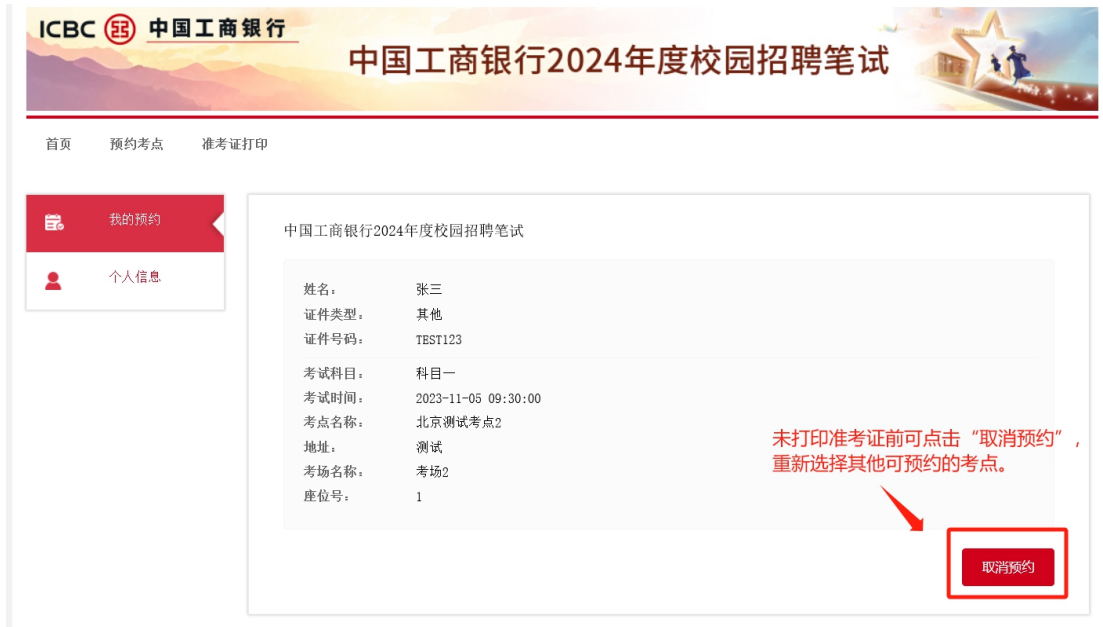 ICBC 中国工商银行
中国工商银行2024年度校园招聘笔试
首页 预约考点 准考证打印
我的预约
个人信息
中国工商银行2024年度校园招聘笔试
姓名： 张三
证件类型： 其他
证件号码： TEST123
考试科目： 科目一
考试时间： 2023-11-05 09:30:00
考点名称： 北京测试考点2
地址： 测试
考场名称： 考场2
座位号： 1
未打印准考证前可点击“取消预约”，
重新选择其他可预约的考点。
取消预约